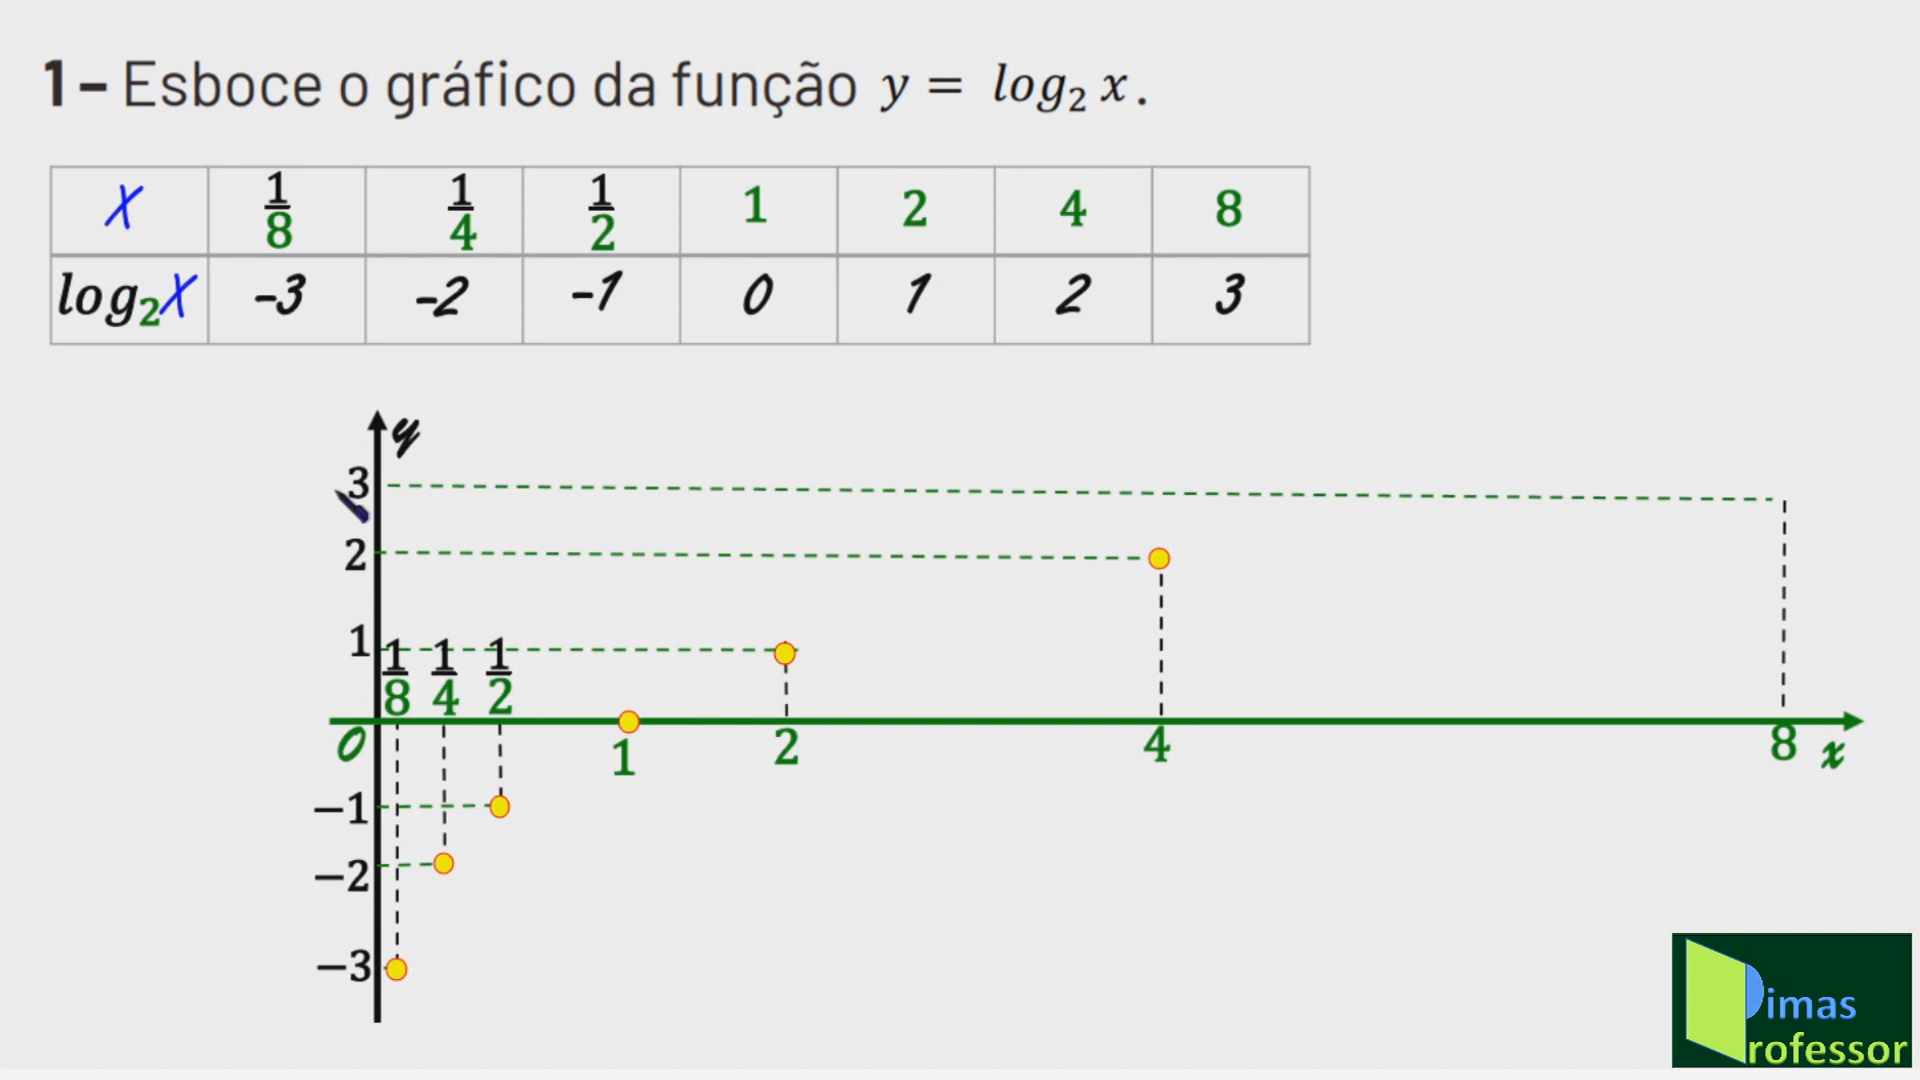 1 – Esboce o gráfico da função y = log₂ x.
X 1/8 1/4 1/2 1 2 4 8
log₂X -3 -2 -1 0 1 2 3
y
3
2
1
1/8 1/4 1/2
0 1 2 4 8 x
−1
−2
−3
Dimas
Professor